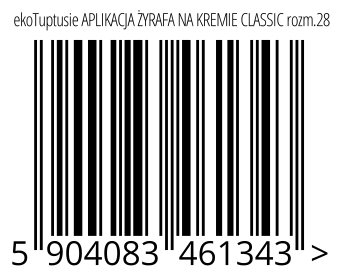 ekoTuptusie APLIKACJA ŻYRAFA NA KREMIE CLASSIC rozm.28
5 904083 461343 >